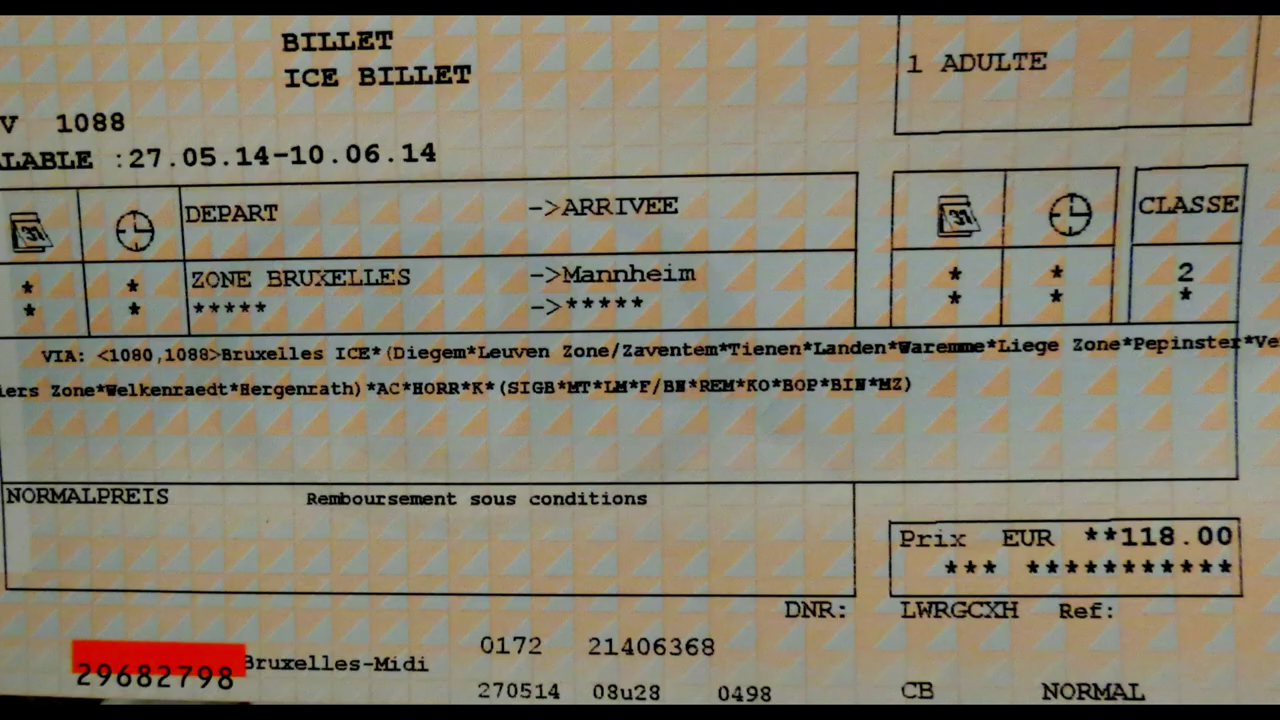 BILLET
ICE BILLET
1 ADULTE
V 1088
LABLE :27.05.14-10.06.14
31 DEPART ->ARRIVEE 31 CLASSE
* * ZONE BRUXELLES ->Mannheim * * 2
* * ***** ->***** * * *
VIA: <1080,1088>Bruxelles ICE*(Diegem*Leuven Zone/Zaventem*Tienen*Landen*Waremme*Liege Zone*Pepinster*Ve
iers Zone*Welkenraedt*Hergenrath)*AC*HORR*K*(SIGB*MT*LM*F/BN*REM*KO*BOP*BIN*MZ)
NORMALPREIS Remboursement sous conditions
Prix EUR **118.00
*** ***********
DNR: LWRGCXH Ref:
29682798 Bruxelles-Midi 0172 21406368
270514 08u28 0498 CB NORMAL